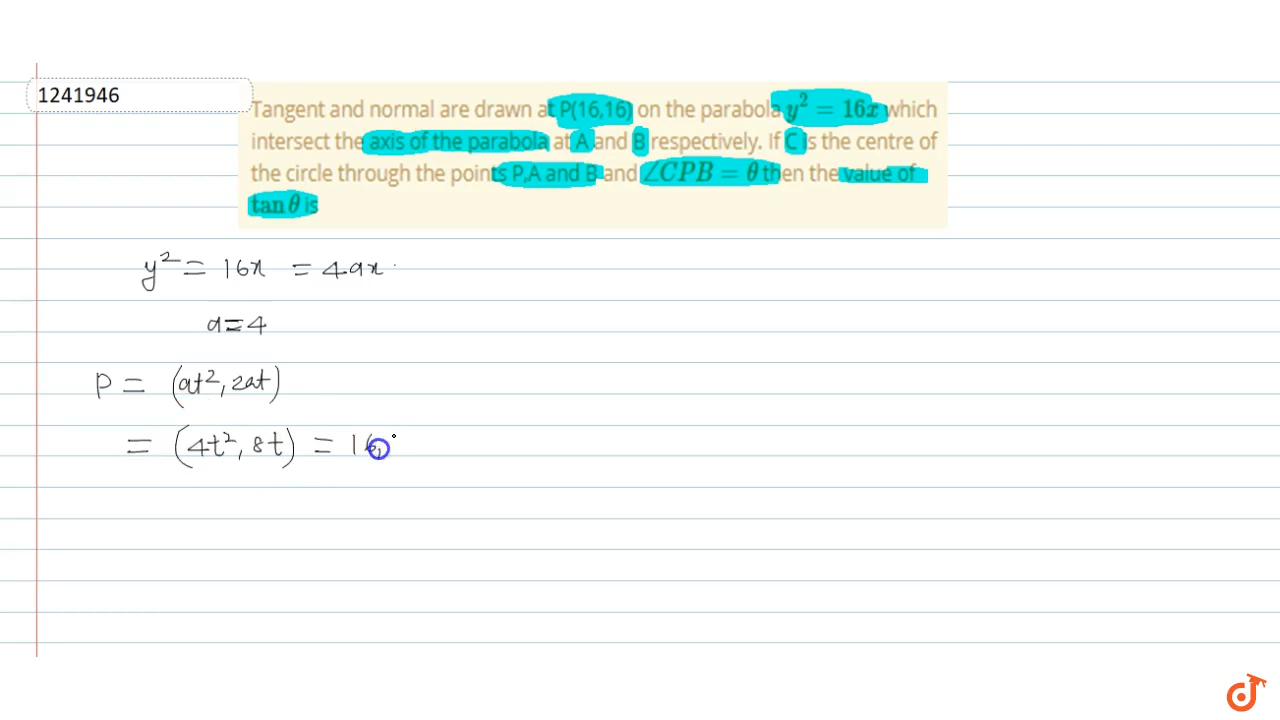 1241946
Tangent and normal are drawn at P(16,16) on the parabola y² = 16x which
intersect the axis of the parabola at A and B respectively. If C is the centre of
the circle through the points P,A and B and ∠CPB = θ then the value of
tan θ is
y² = 16x = 4ax
a = 4
P = (at², 2at)
= (4t², 8t) = 16,